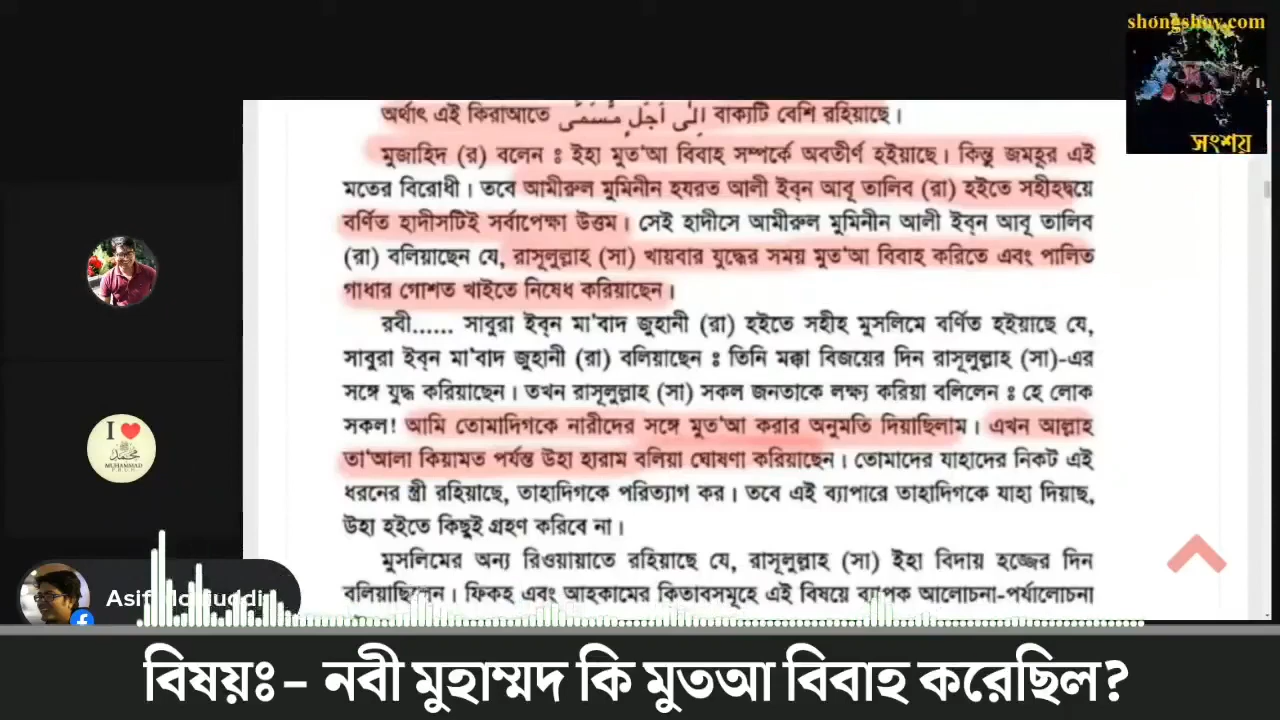 shongshoy.com
সংশয়
অর্থাৎ এই কিরাআতে إِلَى أَجَلٍ مُسَمًّى বাক্যটি বেশি রহিয়াছে।
মুজাহিদ (র) বলেন ঃ ইহা মুত'আ বিবাহ সম্পর্কে অবতীর্ণ হইয়াছে। কিন্তু জমহূর এই
মতের বিরোধী। তবে আমীরুল মুমিনীন হযরত আলী ইব্‌ন আবূ তালিব (রা) হইতে সহীহদ্বয়ে
বর্ণিত হাদীসটিই সর্বাপেক্ষা উত্তম। সেই হাদীসে আমীরুল মুমিনীন আলী ইব্‌ন আবূ তালিব
(রা) বলিয়াছেন যে, রাসূলুল্লাহ (সা) খায়বার যুদ্ধের সময় মুত'আ বিবাহ করিতে এবং পালিত
গাধার গোশত খাইতে নিষেধ করিয়াছেন।
রবী...... সাবুরা ইব্‌ন মা'বাদ জুহানী (রা) হইতে সহীহ মুসলিমে বর্ণিত হইয়াছে যে,
সাবুরা ইব্‌ন মা'বাদ জুহানী (রা) বলিয়াছেন ঃ তিনি মক্কা বিজয়ের দিন রাসূলুল্লাহ (সা)-এর
সঙ্গে যুদ্ধ করিয়াছেন। তখন রাসূলুল্লাহ (সা) সকল জনতাকে লক্ষ্য করিয়া বলিলেন ঃ হে লোক
সকল! আমি তোমাদিগকে নারীদের সঙ্গে মুত'আ করার অনুমতি দিয়াছিলাম। এখন আল্লাহ
তা'আলা কিয়ামত পর্যন্ত উহা হারাম বলিয়া ঘোষণা করিয়াছেন। তোমাদের যাহাদের নিকট এই
ধরনের স্ত্রী রহিয়াছে, তাহাদিগকে পরিত্যাগ কর। তবে এই ব্যাপারে তাহাদিগকে যাহা দিয়াছ,
উহা হইতে কিছুই গ্রহণ করিবে না।
মুসলিমের অন্য রিওয়ায়াতে রহিয়াছে যে, রাসূলুল্লাহ (সা) ইহা বিদায় হজ্জের দিন
বলিয়াছিলেন। ফিকহ এবং আহকামের কিতাবসমূহে এই বিষয়ে ব্যাপক আলোচনা-পর্যালোচনা
I ❤
MUHAMMAD
Asif Mohiuddin
বিষয়ঃ– নবী মুহাম্মদ কি মুতআ বিবাহ করেছিল?